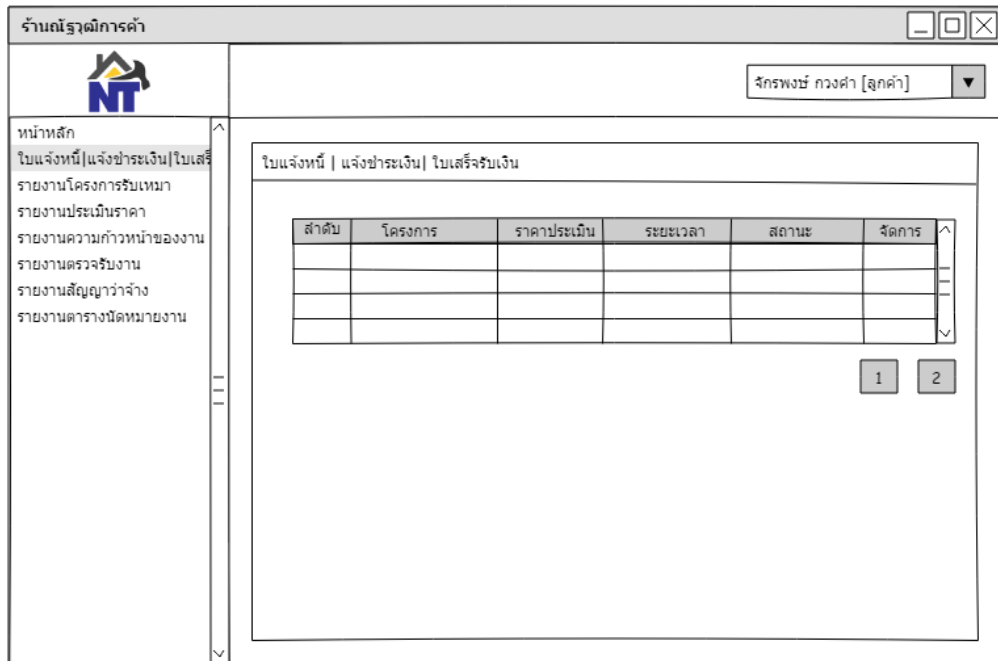 ร้านณัฐวุฒิการค้า
NT
จักรพงษ์ กวงคำ [ลูกค้า]
หน้าหลัก
ใบแจ้งหนี้|แจ้งชำระเงิน|ใบเสร็
รายงานโครงการรับเหมา
รายงานประเมินราคา
รายงานความก้าวหน้าของงาน
รายงานตรวจรับงาน
รายงานสัญญาว่าจ้าง
รายงานตารางนัดหมายงาน
ใบแจ้งหนี้ | แจ้งชำระเงิน| ใบเสร็จรับเงิน
ลำดับ โครงการ ราคาประเมิน ระยะเวลา สถานะ จัดการ
1 2